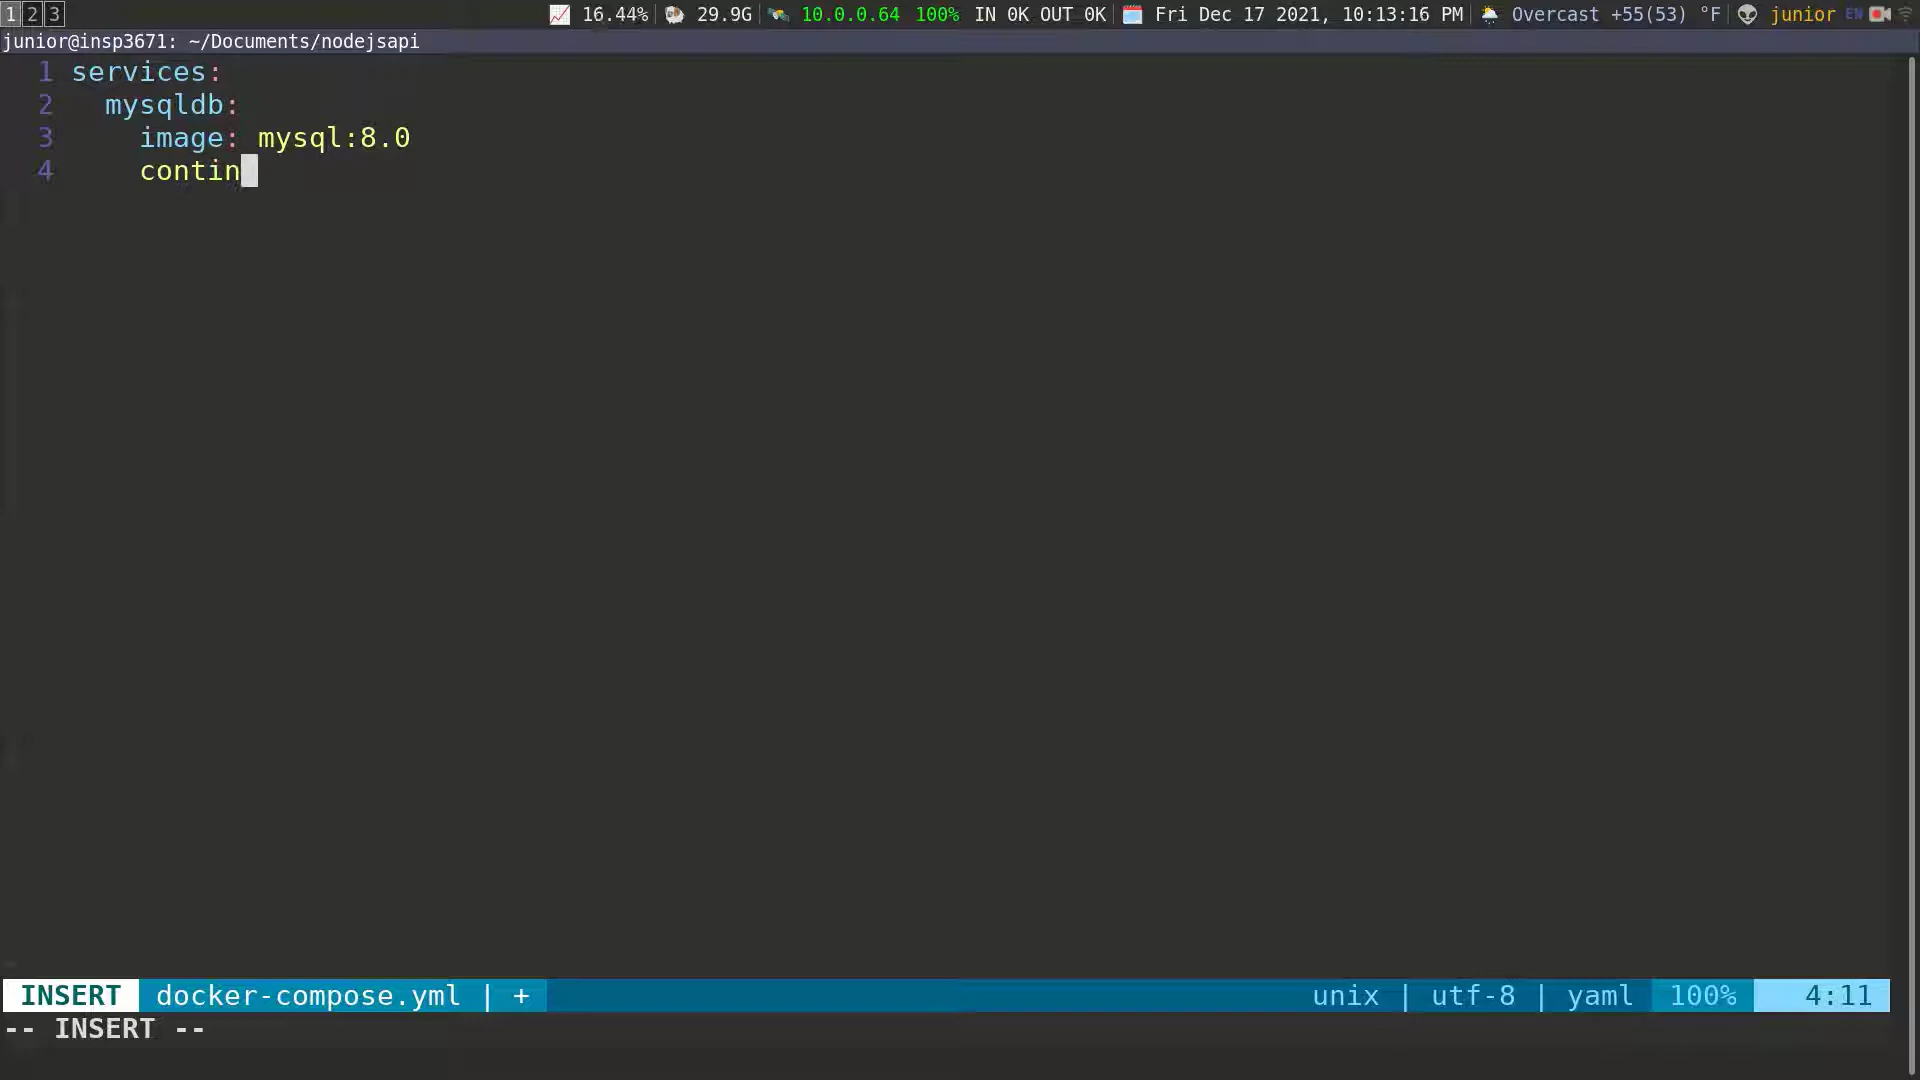 1 2 3 16.44% 29.9G 10.0.0.64 100% IN 0K OUT 0K Fri Dec 17 2021, 10:13:16 PM Overcast +55(53) °F junior EN
junior@insp3671: ~/Documents/nodejsapi
1 services:
2 mysqldb:
3 image: mysql:8.0
4 contin
INSERT docker-compose.yml | + unix | utf-8 | yaml 100% 4:11
-- INSERT --